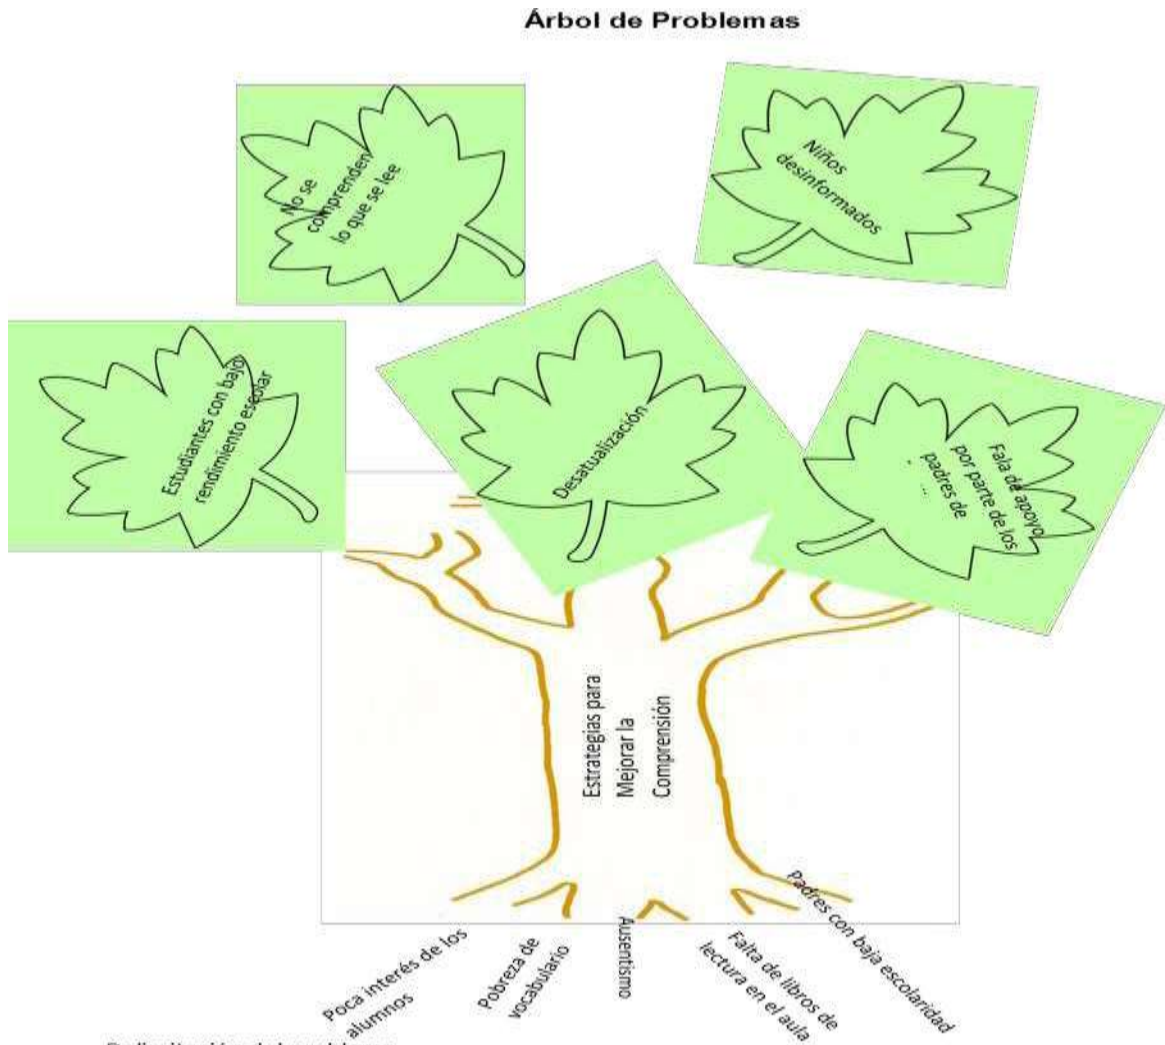 Árbol de Problemas
No se
comprenden
lo que se lee
Niños
desinformados
Estudiantes con bajo
rendimiento escolar
Desatualización
Fala de apoyo
por parte de los
padres de
...
Estrategias para
Mejorar la
Comprensión
Poca interés de los
alumnos
Pobreza de
vocabulario
Ausentismo
Falta de libros de
lectura en el aula
Padres con baja escolaridad